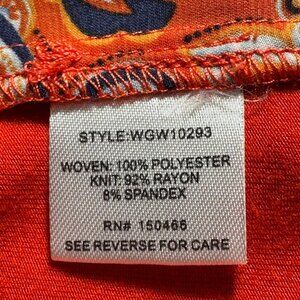 STYLE:WGW10293
WOVEN: 100% POLYESTER
KNIT: 92% RAYON
8% SPANDEX
RN# 150466
SEE REVERSE FOR CARE